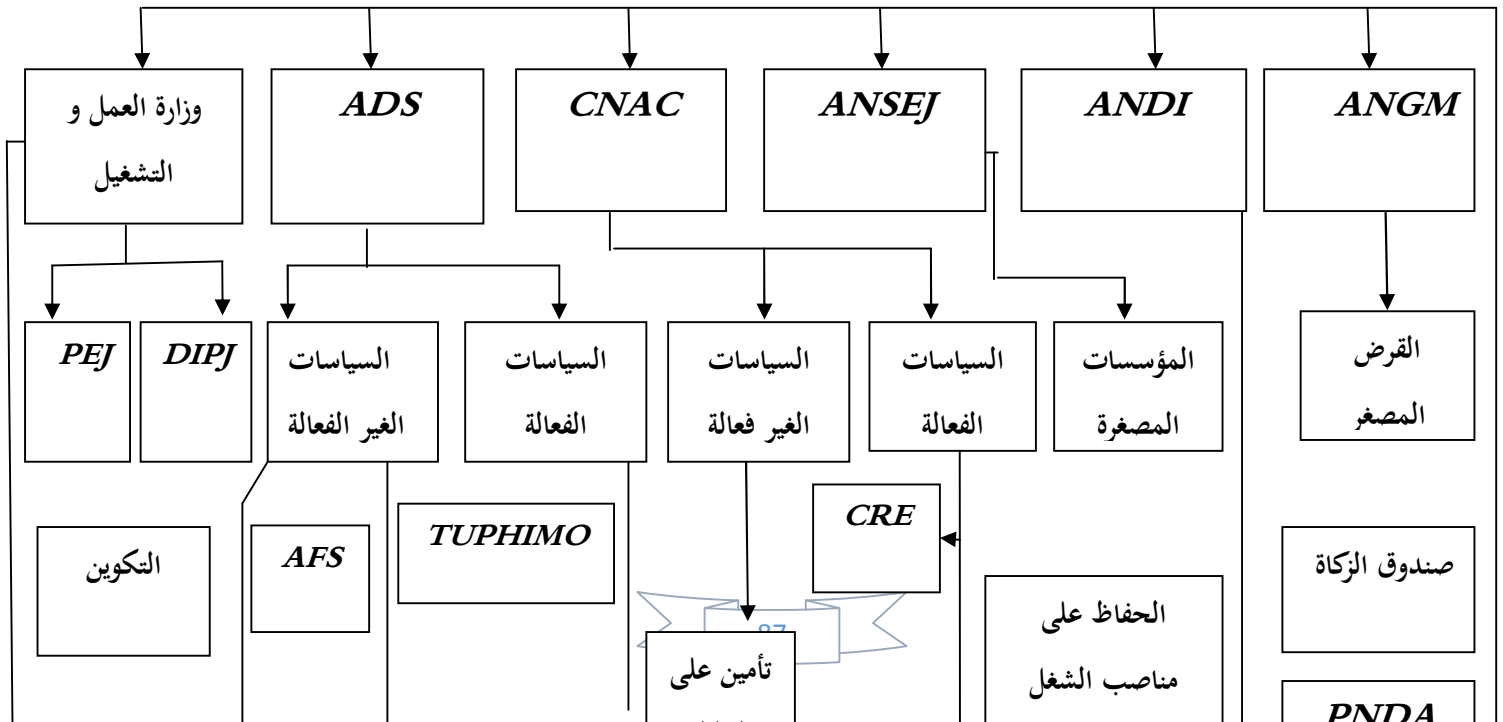 وزارة العمل و
التشغيل
ADS
CNAC
ANSEJ
ANDI
ANGM
PEJ
DIPJ
السياسات
الغير الفعالة
السياسات
الفعالة
السياسات
الغير فعالة
السياسات
الفعالة
المؤسسات
المصغرة
القرض
المصغر
التكوين
AFS
TUPHIMO
CRE
صندوق الزكاة
الحفاظ على
مناصب الشغل
87
تأمين على
PNDA